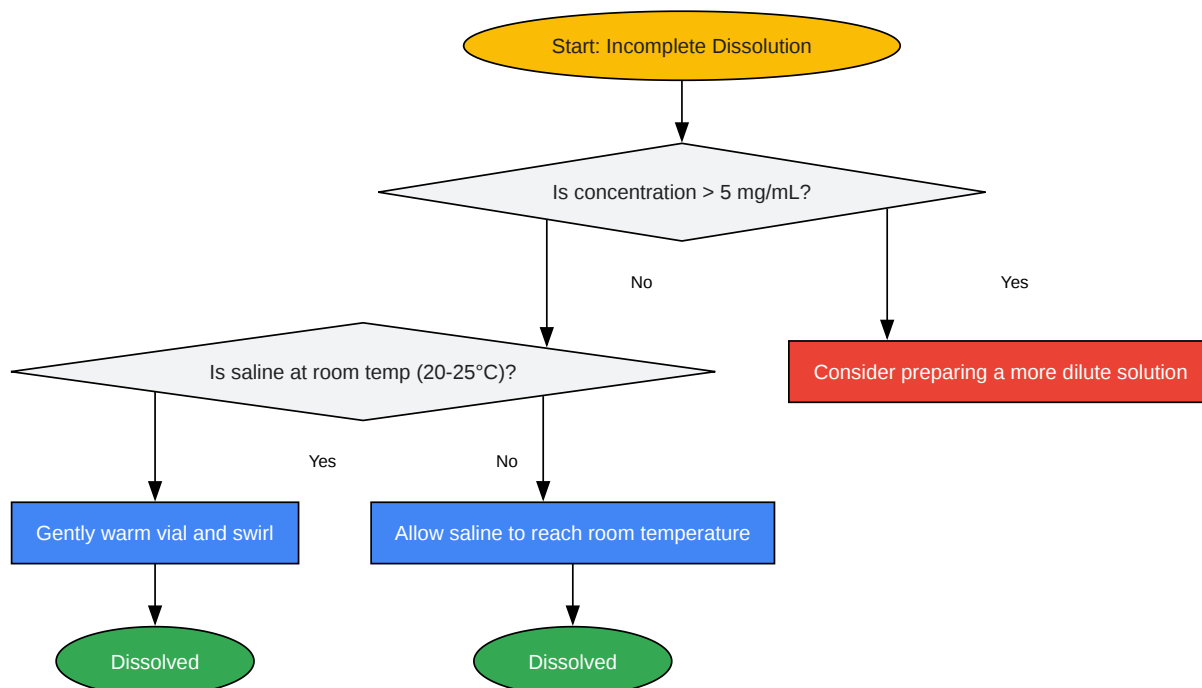 Start: Incomplete Dissolution
Is concentration > 5 mg/mL?
No
Yes
Is saline at room temp (20-25°C)?
Consider preparing a more dilute solution
Yes
No
Gently warm vial and swirl
Allow saline to reach room temperature
Dissolved
Dissolved